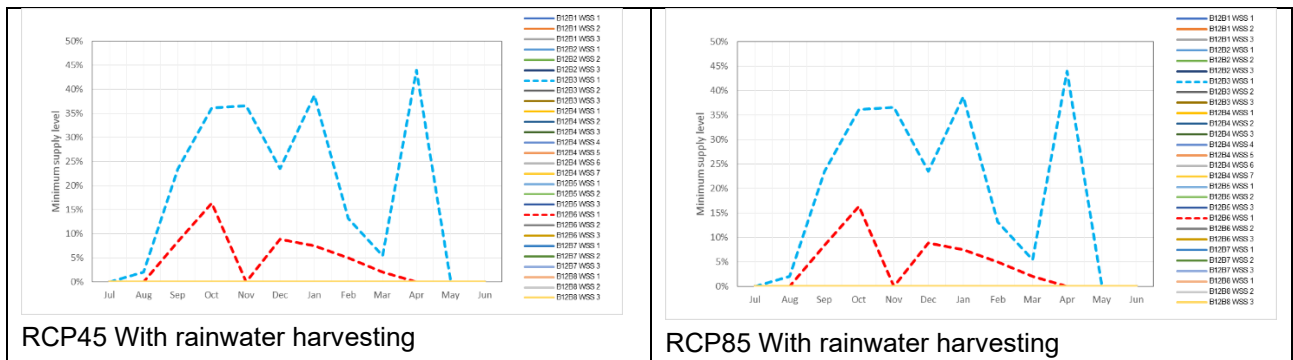 B12B1 WSS 1
B12B1 WSS 2
B12B1 WSS 3
B12B2 WSS 1
B12B2 WSS 2
B12B2 WSS 3
B12B3 WSS 1
B12B3 WSS 2
B12B3 WSS 3
B12B4 WSS 1
B12B4 WSS 2
B12B4 WSS 3
B12B4 WSS 4
B12B4 WSS 5
B12B4 WSS 6
B12B4 WSS 7
B12B5 WSS 1
B12B5 WSS 2
B12B5 WSS 3
B12B6 WSS 1
B12B6 WSS 2
B12B6 WSS 3
B12B7 WSS 1
B12B7 WSS 2
B12B7 WSS 3
B12B8 WSS 1
B12B8 WSS 2
B12B8 WSS 3
50%
45%
40%
35%
30%
25%
20%
15%
10%
5%
0%
Minimum supply level
Jul Aug Sep Oct Nov Dec Jan Feb Mar Apr May Jun
RCP45 With rainwater harvesting
B12B1 WSS 1
B12B1 WSS 2
B12B1 WSS 3
B12B2 WSS 1
B12B2 WSS 2
B12B2 WSS 3
B12B3 WSS 1
B12B3 WSS 2
B12B3 WSS 3
B12B4 WSS 1
B12B4 WSS 2
B12B4 WSS 3
B12B4 WSS 4
B12B4 WSS 5
B12B4 WSS 6
B12B4 WSS 7
B12B5 WSS 1
B12B5 WSS 2
B12B5 WSS 3
B12B6 WSS 1
B12B6 WSS 2
B12B6 WSS 3
B12B7 WSS 1
B12B7 WSS 2
B12B7 WSS 3
B12B8 WSS 1
B12B8 WSS 2
B12B8 WSS 3
50%
45%
40%
35%
30%
25%
20%
15%
10%
5%
0%
Minimum supply level
Jul Aug Sep Oct Nov Dec Jan Feb Mar Apr May Jun
RCP85 With rainwater harvesting